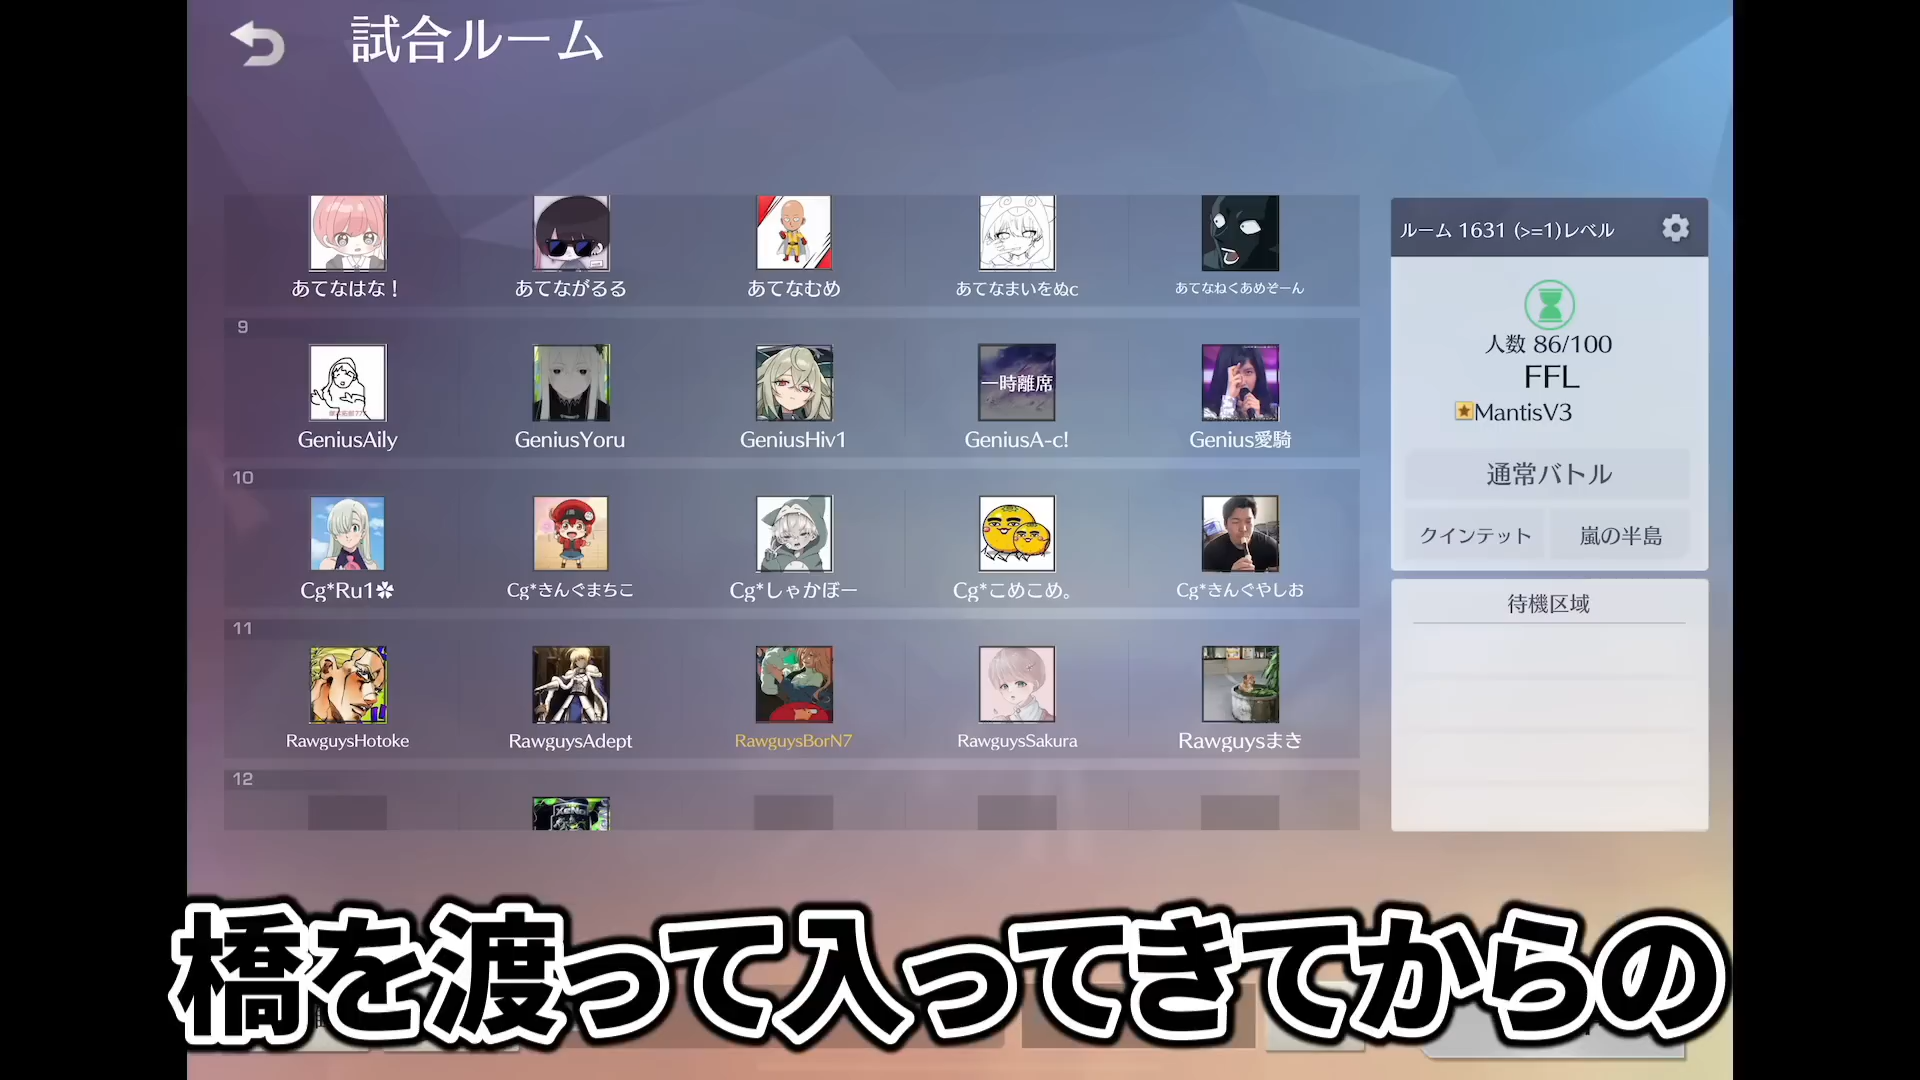 試合ルーム
あてなはな！
あてながるる
あてなむめ
あてなまいをぬc
あてなねくあめぞーん
9
一時離席
GeniusAily
GeniusYoru
GeniusHiv1
GeniusA-c!
Genius愛騎
10
Cg*Ru1✽
Cg*きんぐまちこ
Cg*しゃかぼー
Cg*こめこめ。
Cg*きんぐやしお
11
RawguysHotoke
RawguysAdept
RawguysBorN7
RawguysSakura
Rawguysまき
12
ルーム 1631 (>=1)レベル
人数 86/100
FFL
MantisV3
通常バトル
クインテット
嵐の半島
待機区域
橋を渡って入ってきてからの